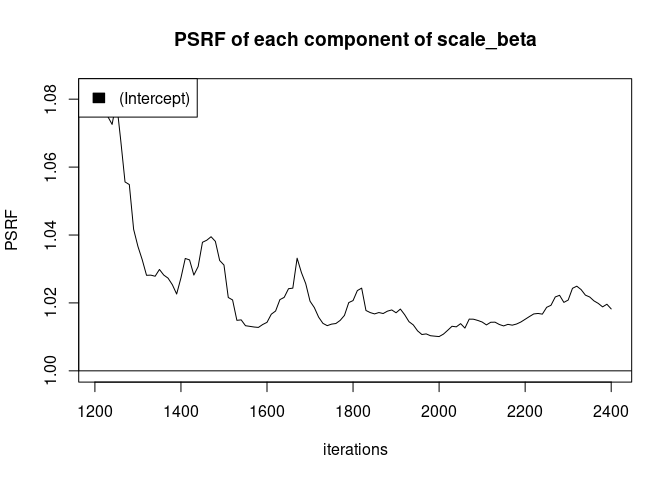 PSRF of each component of scale_beta
(Intercept)
PSRF
1.08
1.06
1.04
1.02
1.00
1200 1400 1600 1800 2000 2200 2400
iterations